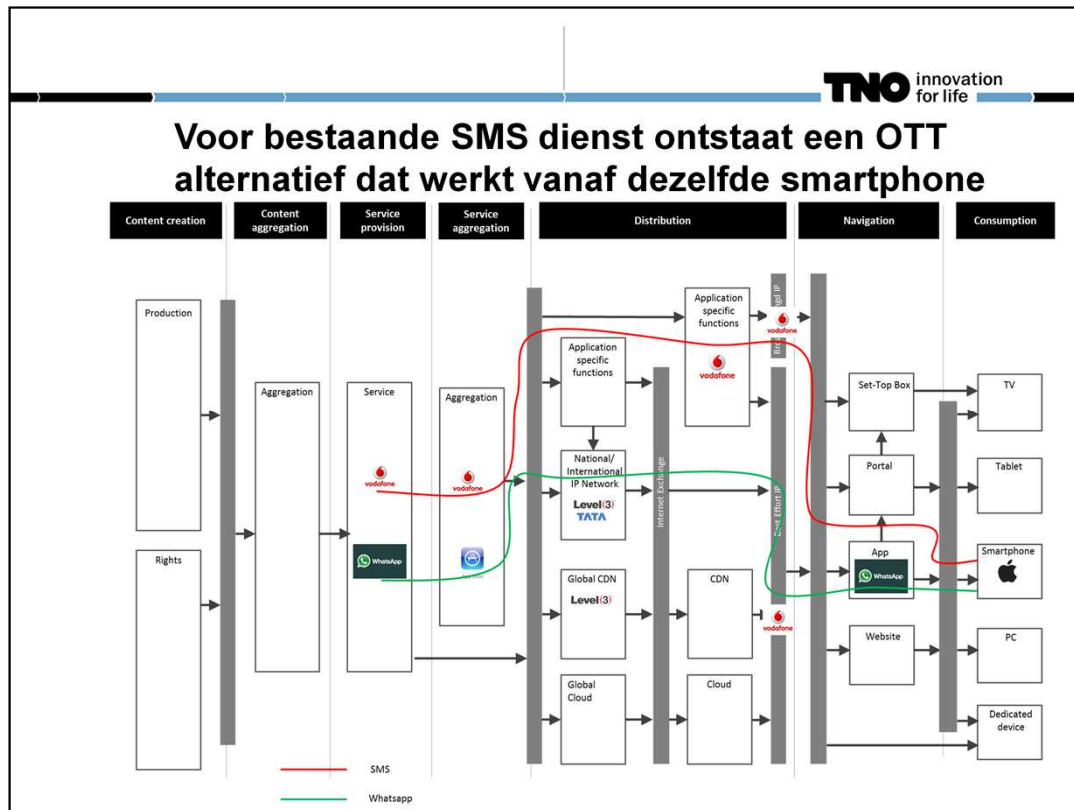 TNO innovation
for life
Voor bestaande SMS dienst ontstaat een OTT
alternatief dat werkt vanaf dezelfde smartphone
Content creation
Content
aggregation
Service
provision
Service
aggregation
Distribution
Navigation
Consumption
Production
Rights
Aggregation
Service
vodafone
WhatsApp
Aggregation
vodafone
Application
specific
functions
National/
International
IP Network
Level(3)
TATA
Global CDN
Level(3)
Global
Cloud
Internet Exchange
Application
specific
functions
vodafone
CDN
Cloud
IP
vodafone
Effort IP
vodafone
Set-Top Box
Portal
App
WhatsApp
Website
TV
Tablet
Smartphone
PC
Dedicated
device
SMS
Whatsapp